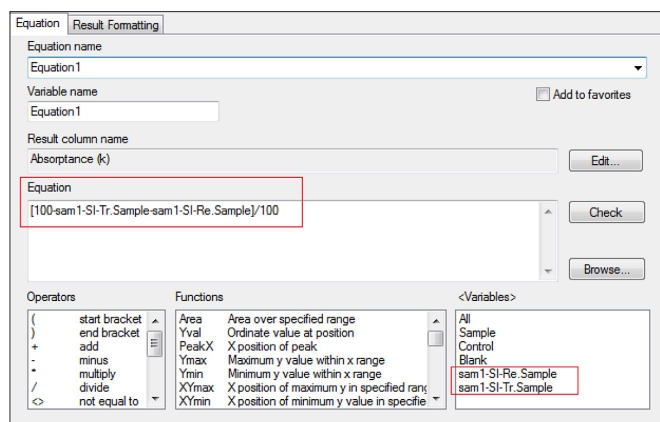 Equation Result Formatting
Equation name
Equation1
Variable name
Add to favorites
Equation1
Result column name
Absorptance (k)
Edit...
Equation
[100-sam1-SI-Tr.Sample-sam1-SI-Re.Sample]/100
Check
Browse...
Operators
( start bracket
) end bracket
+ add
- minus
* multiply
/ divide
<> not equal to
Functions
Area Area over specified range
Yval Ordinate value at position
PeakX X position of peak
Ymax Maximum y value within x range
Ymin Minimum y value within x range
XYmax X position of maximum y in specified rang
XYmin X position of minimum y value in specifie
<Variables>
All
Sample
Control
Blank
sam1-SI-Re.Sample
sam1-SI-Tr.Sample